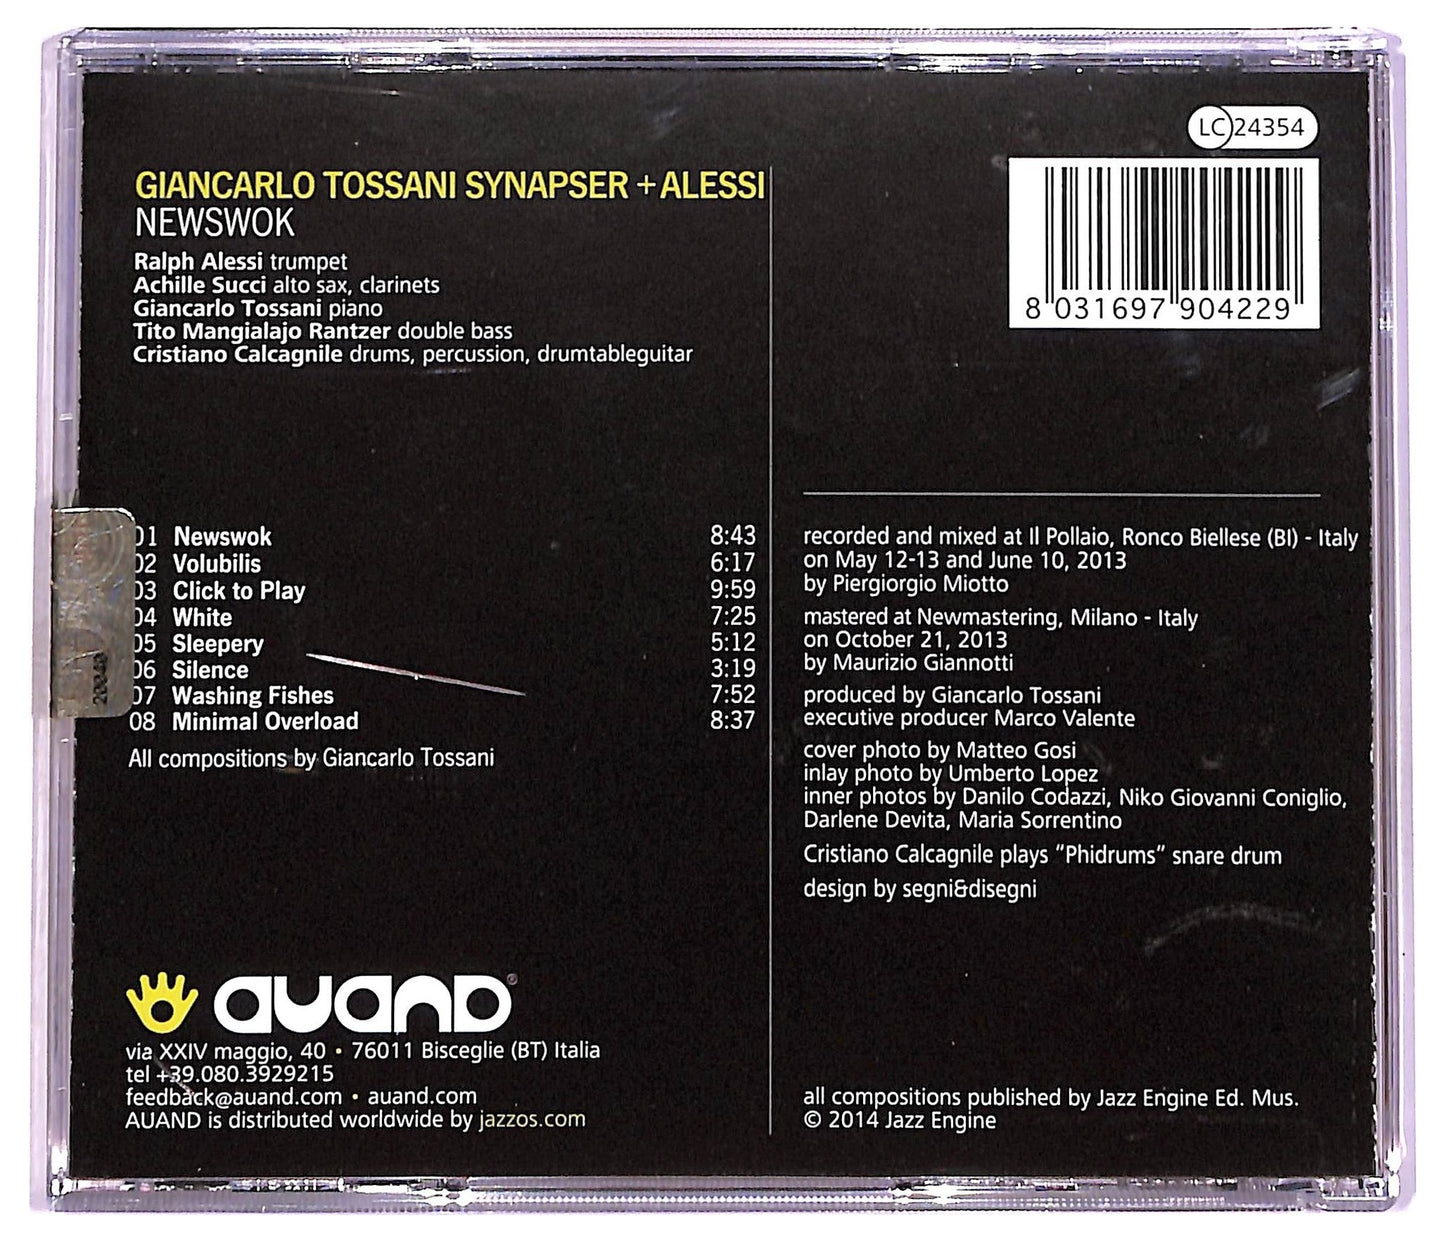 LC 24354
8 031697 904229
GIANCARLO TOSSANI SYNAPSER + ALESSI
NEWSWOK
Ralph Alessi trumpet
Achille Succi alto sax, clarinets
Giancarlo Tossani piano
Tito Mangialajo Rantzer double bass
Cristiano Calcagnile drums, percussion, drumtableguitar
01 Newswok 8:43
02 Volubilis 6:17
03 Click to Play 9:59
04 White 7:25
05 Sleepery 5:12
06 Silence 3:19
07 Washing Fishes 7:52
08 Minimal Overload 8:37
All compositions by Giancarlo Tossani
recorded and mixed at Il Pollaio, Ronco Biellese (BI) - Italy
on May 12-13 and June 10, 2013
by Piergiorgio Miotto
mastered at Newmastering, Milano - Italy
on October 21, 2013
by Maurizio Giannotti
produced by Giancarlo Tossani
executive producer Marco Valente
cover photo by Matteo Gosi
inlay photo by Umberto Lopez
inner photos by Danilo Codazzi, Niko Giovanni Coniglio,
Darlene Devita, Maria Sorrentino
Cristiano Calcagnile plays “Phidrums” snare drum
design by segni&disegni
AUAND®
via XXIV maggio, 40 • 76011 Bisceglie (BT) Italia
tel +39.080.3929215
feedback@auand.com • auand.com
AUAND is distributed worldwide by jazzos.com
all compositions published by Jazz Engine Ed. Mus.
© 2014 Jazz Engine